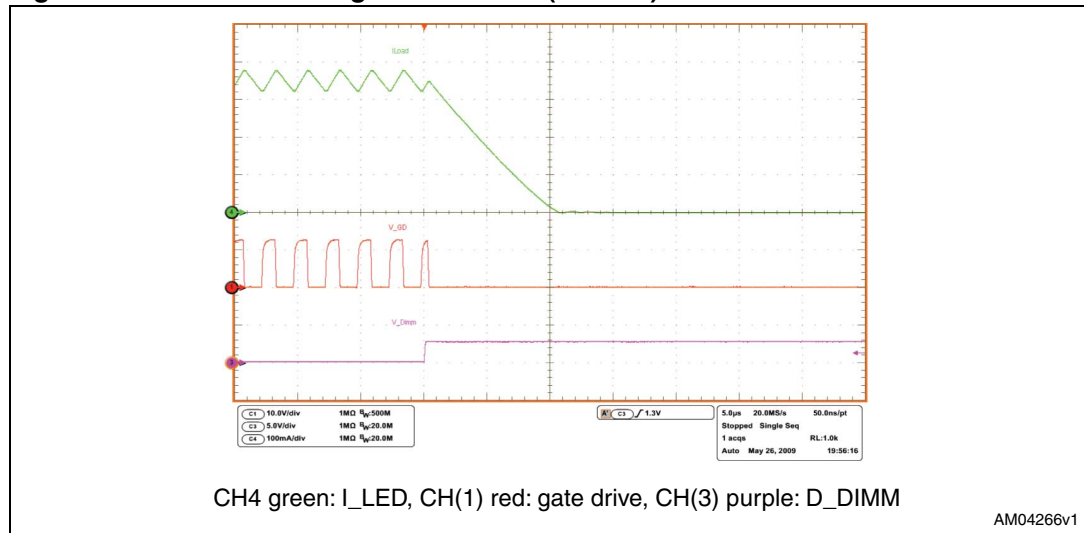 ILoad
4
V_GD
1
V_Dimm
3
C1 10.0V/div 1MΩ BW:500M
C3 5.0V/div 1MΩ BW:20.0M
C4 100mA/div 1MΩ BW:20.0M
A' C3 ƒ 1.3V
5.0µs 20.0MS/s 50.0ns/pt
Stopped Single Seq
1 acqs RL:1.0k
Auto May 26, 2009 19:56:16
CH4 green: I_LED, CH(1) red: gate drive, CH(3) purple: D_DIMM
AM04266v1